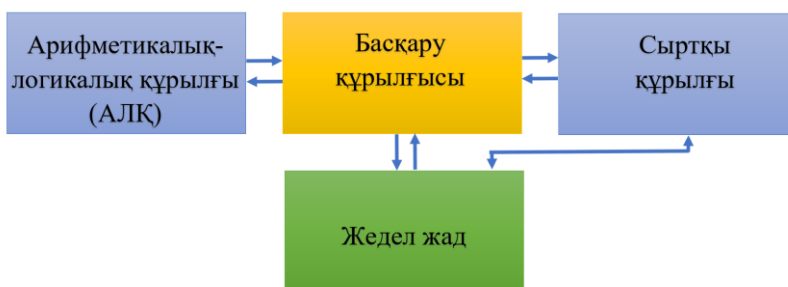 Арифметикалық-
логикалық құрылғы
(АЛҚ)
Басқару
құрылғысы
Сыртқы
құрылғы
Жедел жад